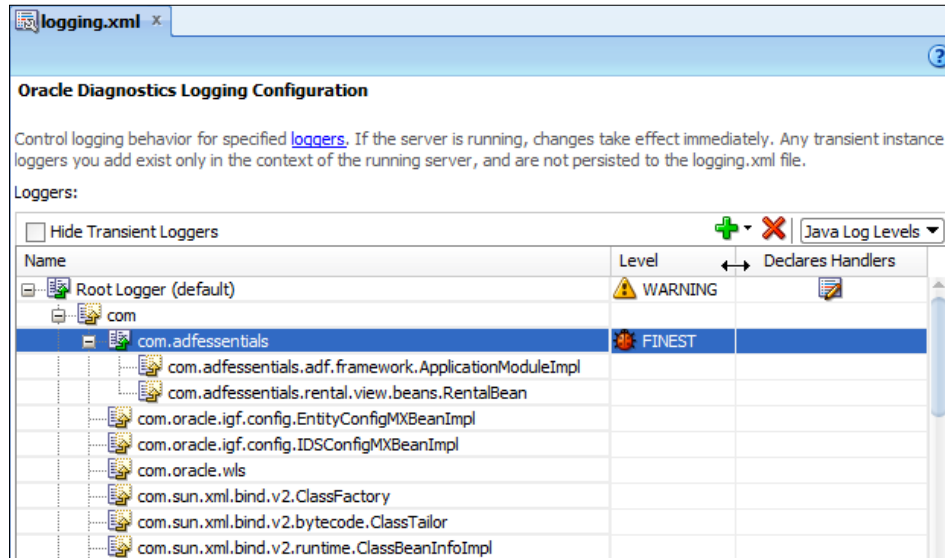 logging.xml x
?
Oracle Diagnostics Logging Configuration
Control logging behavior for specified loggers. If the server is running, changes take effect immediately. Any transient instance
loggers you add exist only in the context of the running server, and are not persisted to the logging.xml file.
Loggers:
Hide Transient Loggers Java Log Levels
Name Level Declares Handlers
Root Logger (default) WARNING
com
com.adfessentials FINEST
com.adfessentials.adf.framework.ApplicationModuleImpl
com.adfessentials.rental.view.beans.RentalBean
com.oracle.igf.config.EntityConfigMXBeanImpl
com.oracle.igf.config.IDSConfigMXBeanImpl
com.oracle.wls
com.sun.xml.bind.v2.ClassFactory
com.sun.xml.bind.v2.bytecode.ClassTailor
com.sun.xml.bind.v2.runtime.ClassBeanInfoImpl